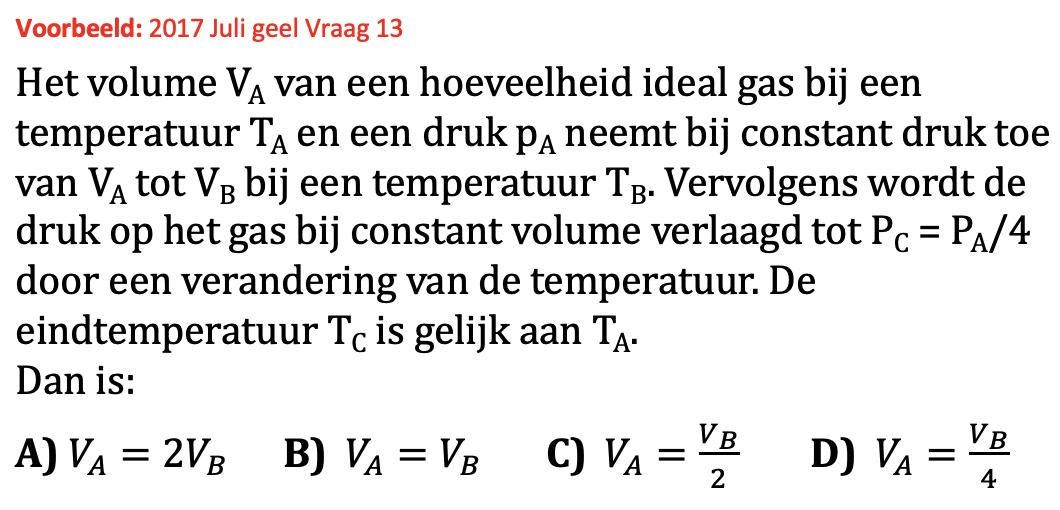 Voorbeeld: 2017 Juli geel Vraag 13
Het volume V_A van een hoeveelheid ideal gas bij een
temperatuur T_A en een druk p_A neemt bij constant druk toe
van V_A tot V_B bij een temperatuur T_B. Vervolgens wordt de
druk op het gas bij constant volume verlaagd tot P_C = P_A/4
door een verandering van de temperatuur. De
eindtemperatuur T_C is gelijk aan T_A.
Dan is:
A) V_A = 2V_B B) V_A = V_B C) V_A = V_B/2 D) V_A = V_B/4